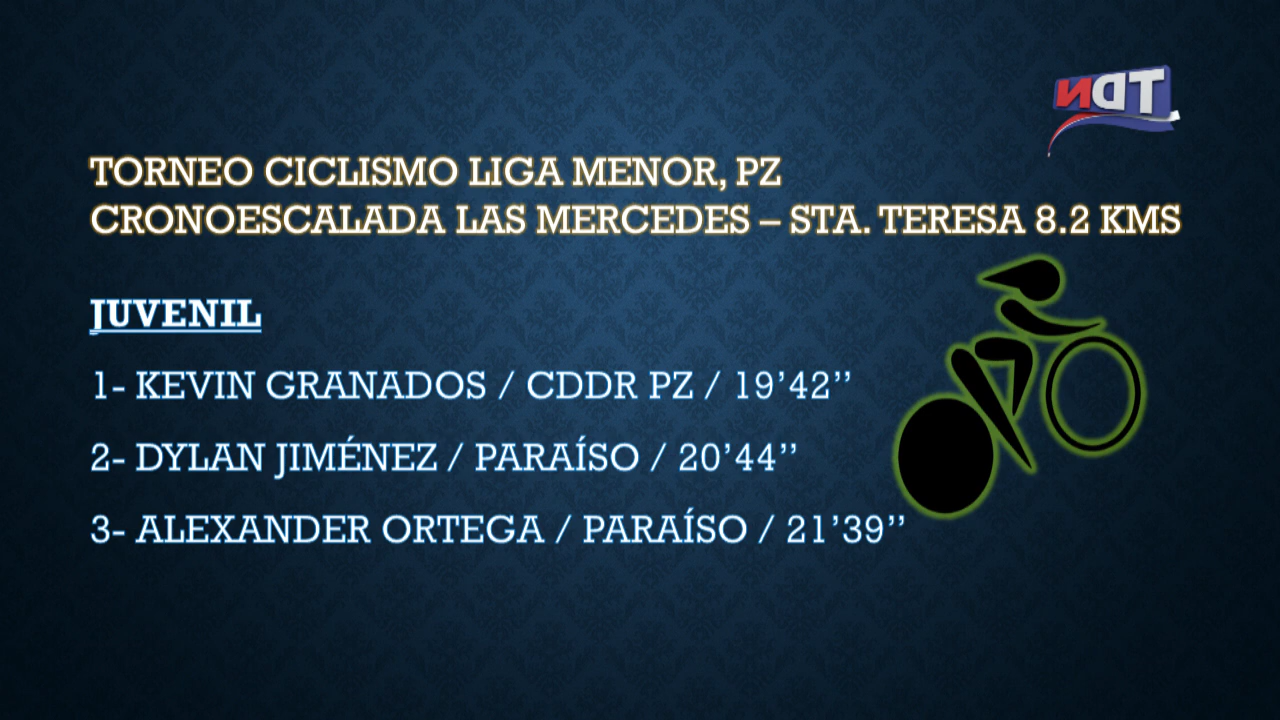 TDN
TORNEO CICLISMO LIGA MENOR, PZ
CRONOESCALADA LAS MERCEDES – STA. TERESA 8.2 KMS
JUVENIL
1- KEVIN GRANADOS / CDDR PZ / 19’42’’
2- DYLAN JIMÉNEZ / PARAÍSO / 20’44’’
3- ALEXANDER ORTEGA / PARAÍSO / 21’39’’